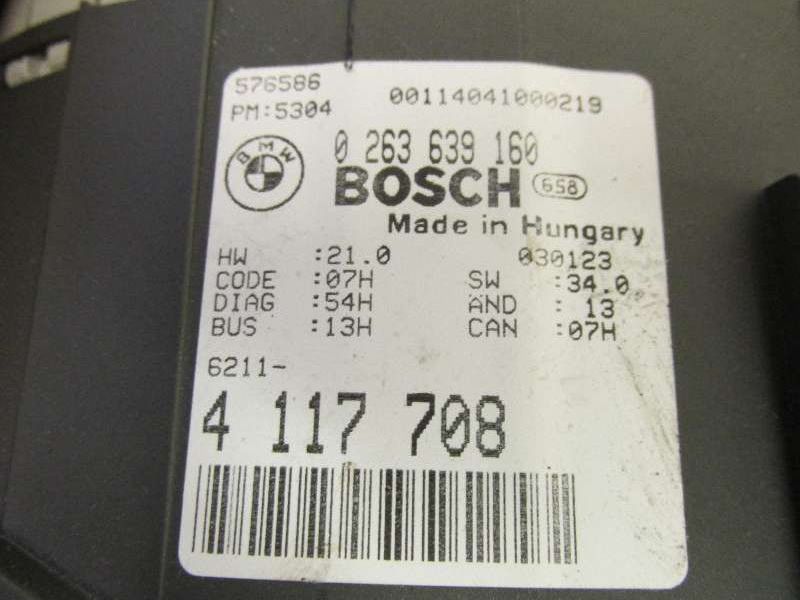 576586
PM:5304 00114041000219
BMW
0 263 639 160
BOSCH 658
Made in Hungary
HW :21.0 030123
CODE :07H SW :34.0
DIAG :54H AND : 13
BUS :13H CAN :07H
6211-
4 117 708